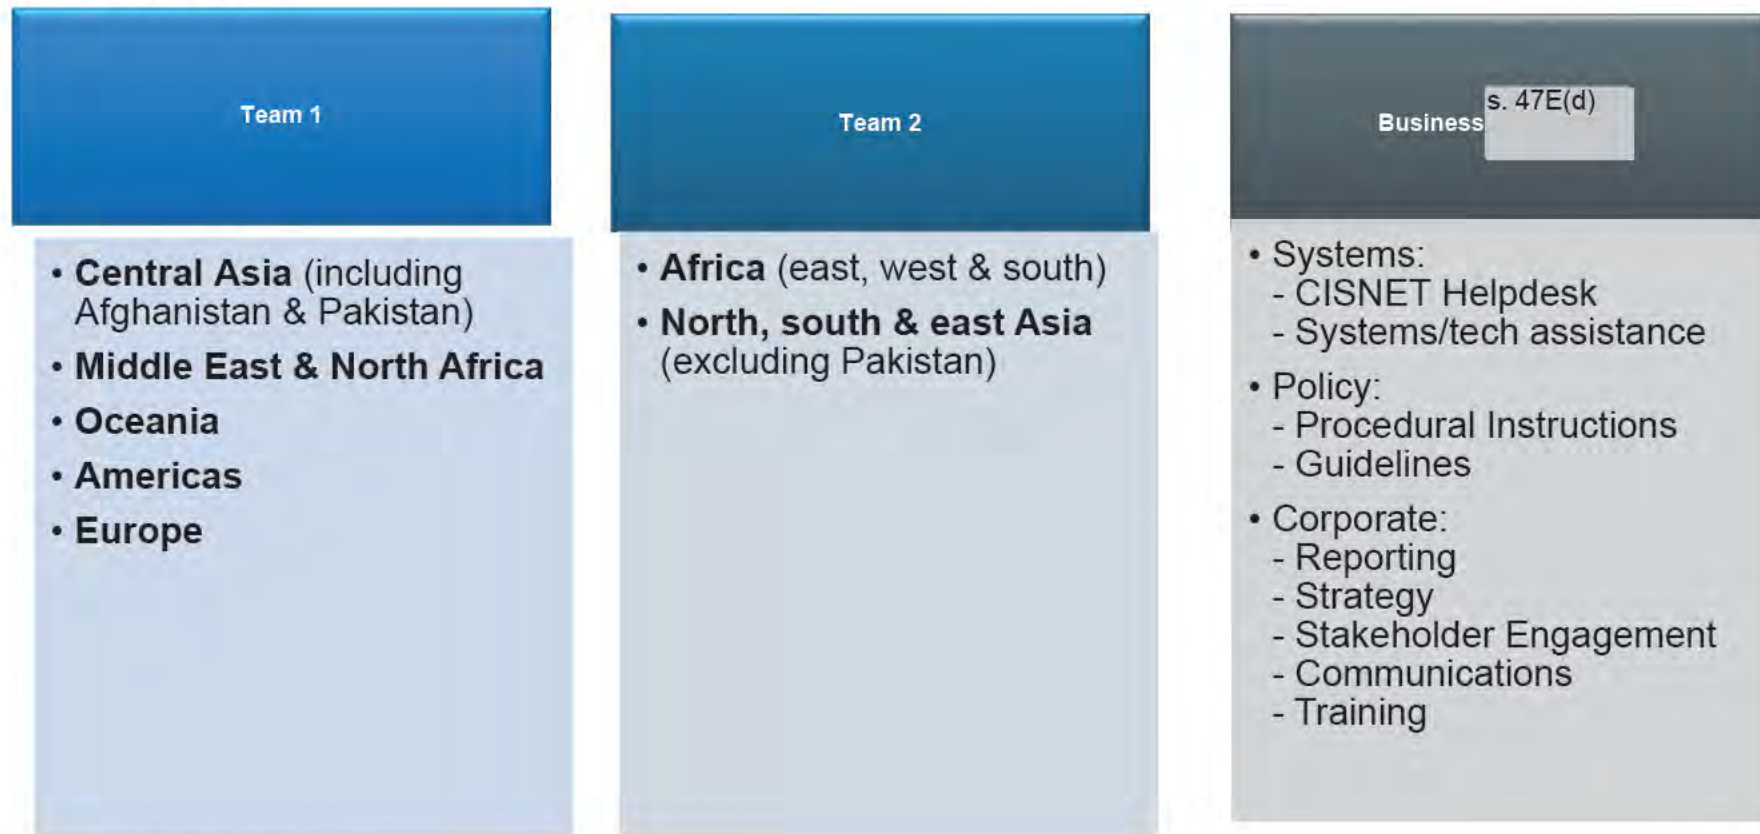 Team 1
• Central Asia (including
Afghanistan & Pakistan)
• Middle East & North Africa
• Oceania
• Americas
• Europe
Team 2
• Africa (east, west & south)
• North, south & east Asia
(excluding Pakistan)
Business s. 47E(d)
• Systems:
- CISNET Helpdesk
- Systems/tech assistance
• Policy:
- Procedural Instructions
- Guidelines
• Corporate:
- Reporting
- Strategy
- Stakeholder Engagement
- Communications
- Training